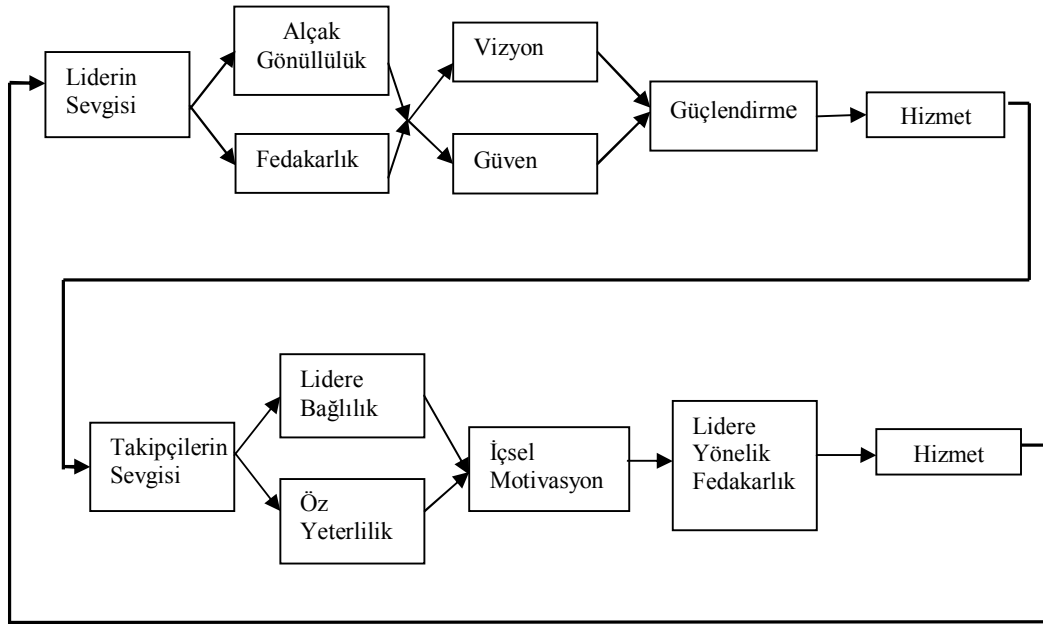 Liderin
Sevgisi
Alçak
Gönüllülük
Fedakarlık
Vizyon
Güven
Güçlendirme
Hizmet
Takipçilerin
Sevgisi
Lidere
Bağlılık
Öz
Yeterlilik
İçsel
Motivasyon
Lidere
Yönelik
Fedakarlık
Hizmet